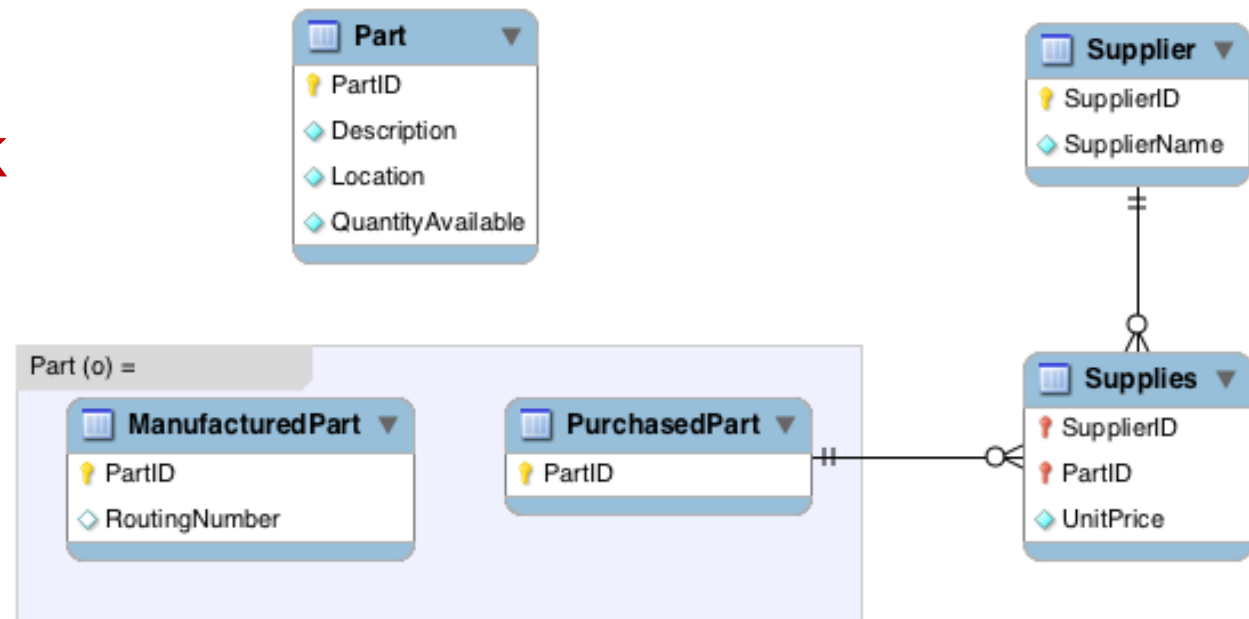 Part
PartID
Description
Location
QuantityAvailable
Supplier
SupplierID
SupplierName
Part (o) =
ManufacturedPart
PartID
RoutingNumber
PurchasedPart
PartID
Supplies
SupplierID
PartID
UnitPrice